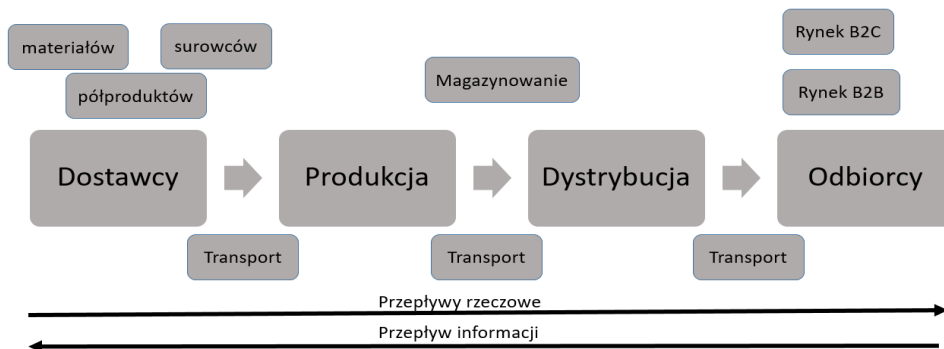 materiałów
surowców
półproduktów
Magazynowanie
Rynek B2C
Rynek B2B
Dostawcy
Produkcja
Dystrybucja
Odbiorcy
Transport
Transport
Transport
Przepływy rzeczowe
Przepływ informacji